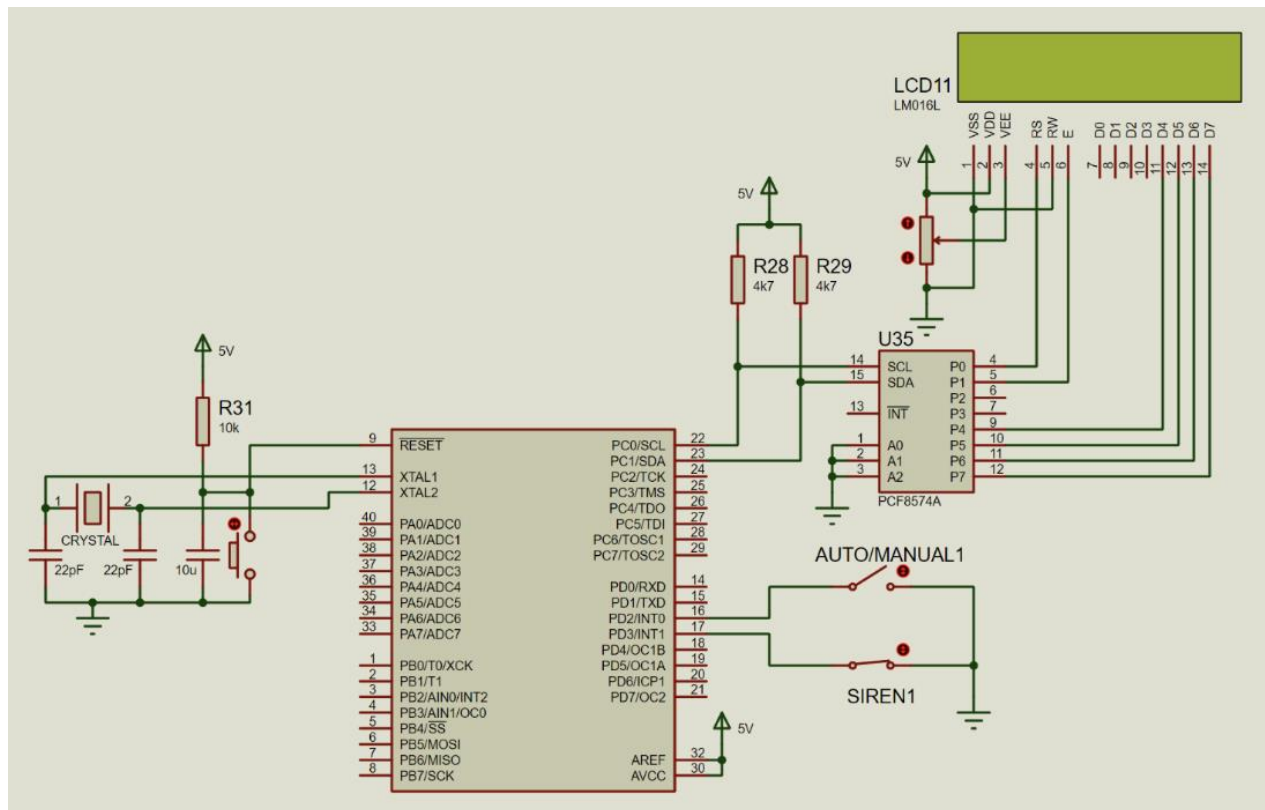 LCD11
LM016L
VSS
VDD
VEE
RS
RW
E
D0
D1
D2
D3
D4
D5
D6
D7
1
2
3
4
5
6
7
8
9
10
11
12
13
14
5V
5V
R28
4k7
R29
4k7
U35
14 SCL P0 4
15 SDA P1 5
P2 6
13 INT P3 7
P4 9
1 A0 P5 10
2 A1 P6 11
3 A2 P7 12
PCF8574A
5V
R31
10k
1 2
CRYSTAL
22pF
22pF
10u
9 RESET PC0/SCL 22
PC1/SDA 23
13 XTAL1 PC2/TCK 24
12 XTAL2 PC3/TMS 25
PC4/TDO 26
40 PA0/ADC0 PC5/TDI 27
39 PA1/ADC1 PC6/TOSC1 28
38 PA2/ADC2 PC7/TOSC2 29
37 PA3/ADC3
36 PA4/ADC4 PD0/RXD 14
35 PA5/ADC5 PD1/TXD 15
34 PA6/ADC6 PD2/INT0 16
33 PA7/ADC7 PD3/INT1 17
PD4/OC1B 18
1 PB0/T0/XCK PD5/OC1A 19
2 PB1/T1 PD6/ICP1 20
3 PB2/AIN0/INT2 PD7/OC2 21
4 PB3/AIN1/OC0
5 PB4/SS
6 PB5/MOSI
7 PB6/MISO AREF 32
8 PB7/SCK AVCC 30
5V
AUTO/MANUAL1
SIREN1